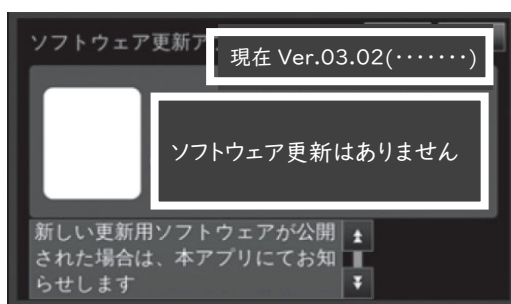 ソフトウェア更新ア
現在 Ver.03.02(・・・・・・・)
ソフトウェア更新はありません
新しい更新用ソフトウェアが公開
された場合は、本アプリにてお知
らせします